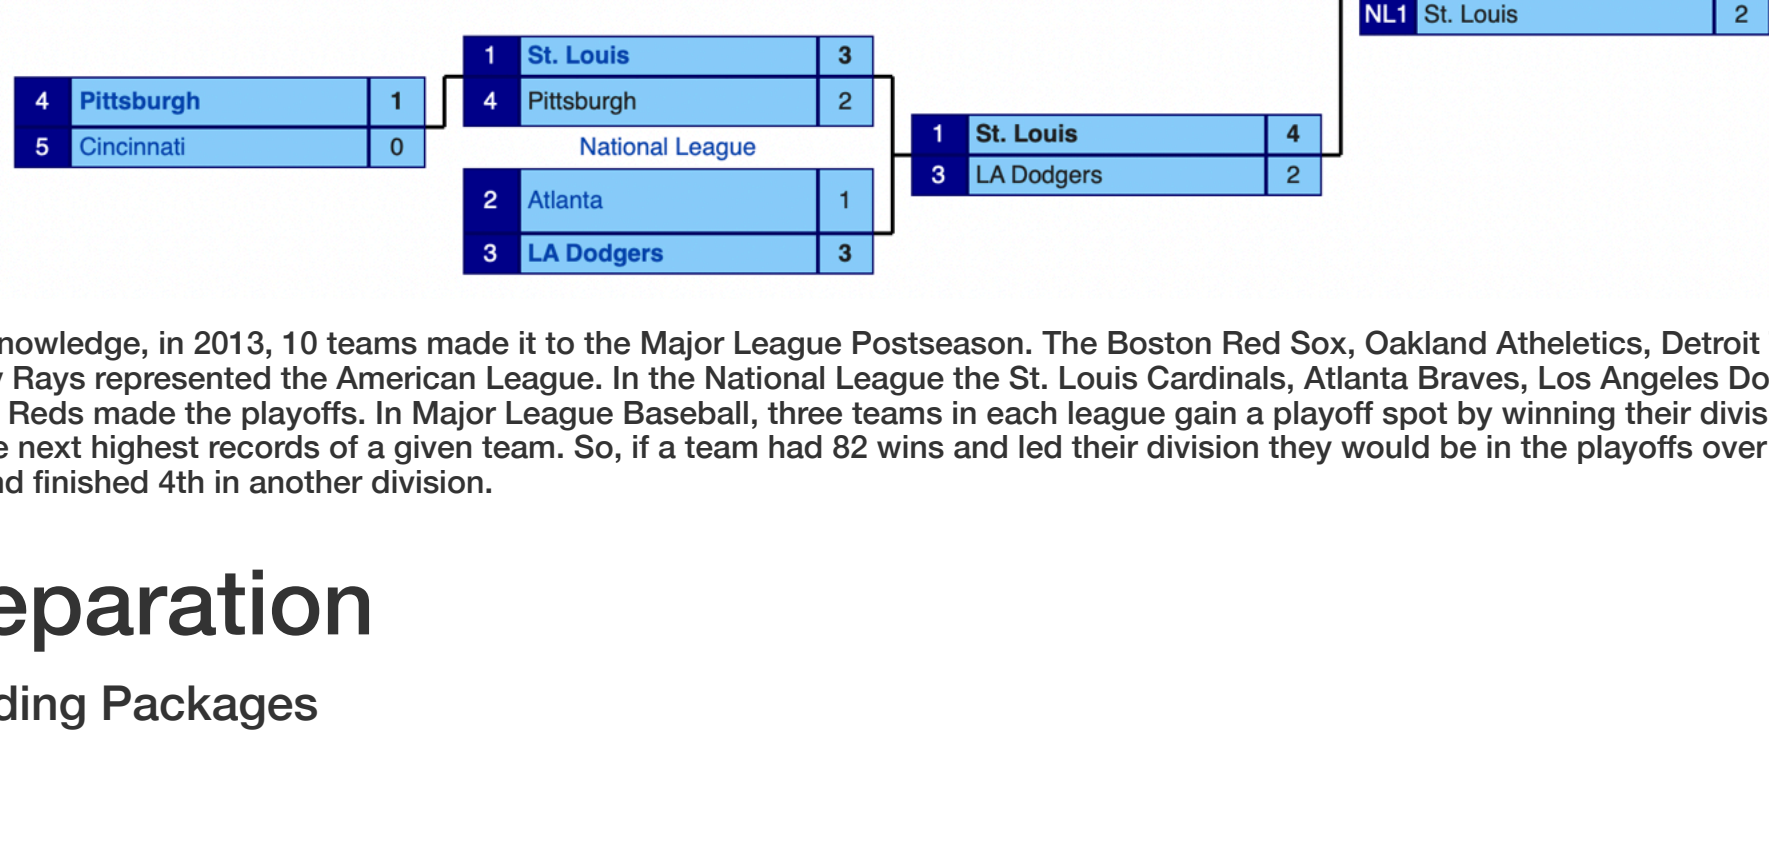 NL1 St. Louis 2
1 St. Louis 3
4 Pittsburgh 1
4 Pittsburgh 2
5 Cincinnati 0
National League
1 St. Louis 4
3 LA Dodgers 2
2 Atlanta 1
3 LA Dodgers 3
nowledge, in 2013, 10 teams made it to the Major League Postseason. The Boston Red Sox, Oakland Atheletics, Detroit
y Rays represented the American League. In the National League the St. Louis Cardinals, Atlanta Braves, Los Angeles Do
Reds made the playoffs. In Major League Baseball, three teams in each league gain a playoff spot by winning their divis
e next highest records of a given team. So, if a team had 82 wins and led their division they would be in the playoffs over
nd finished 4th in another division.
eparation
ding Packages